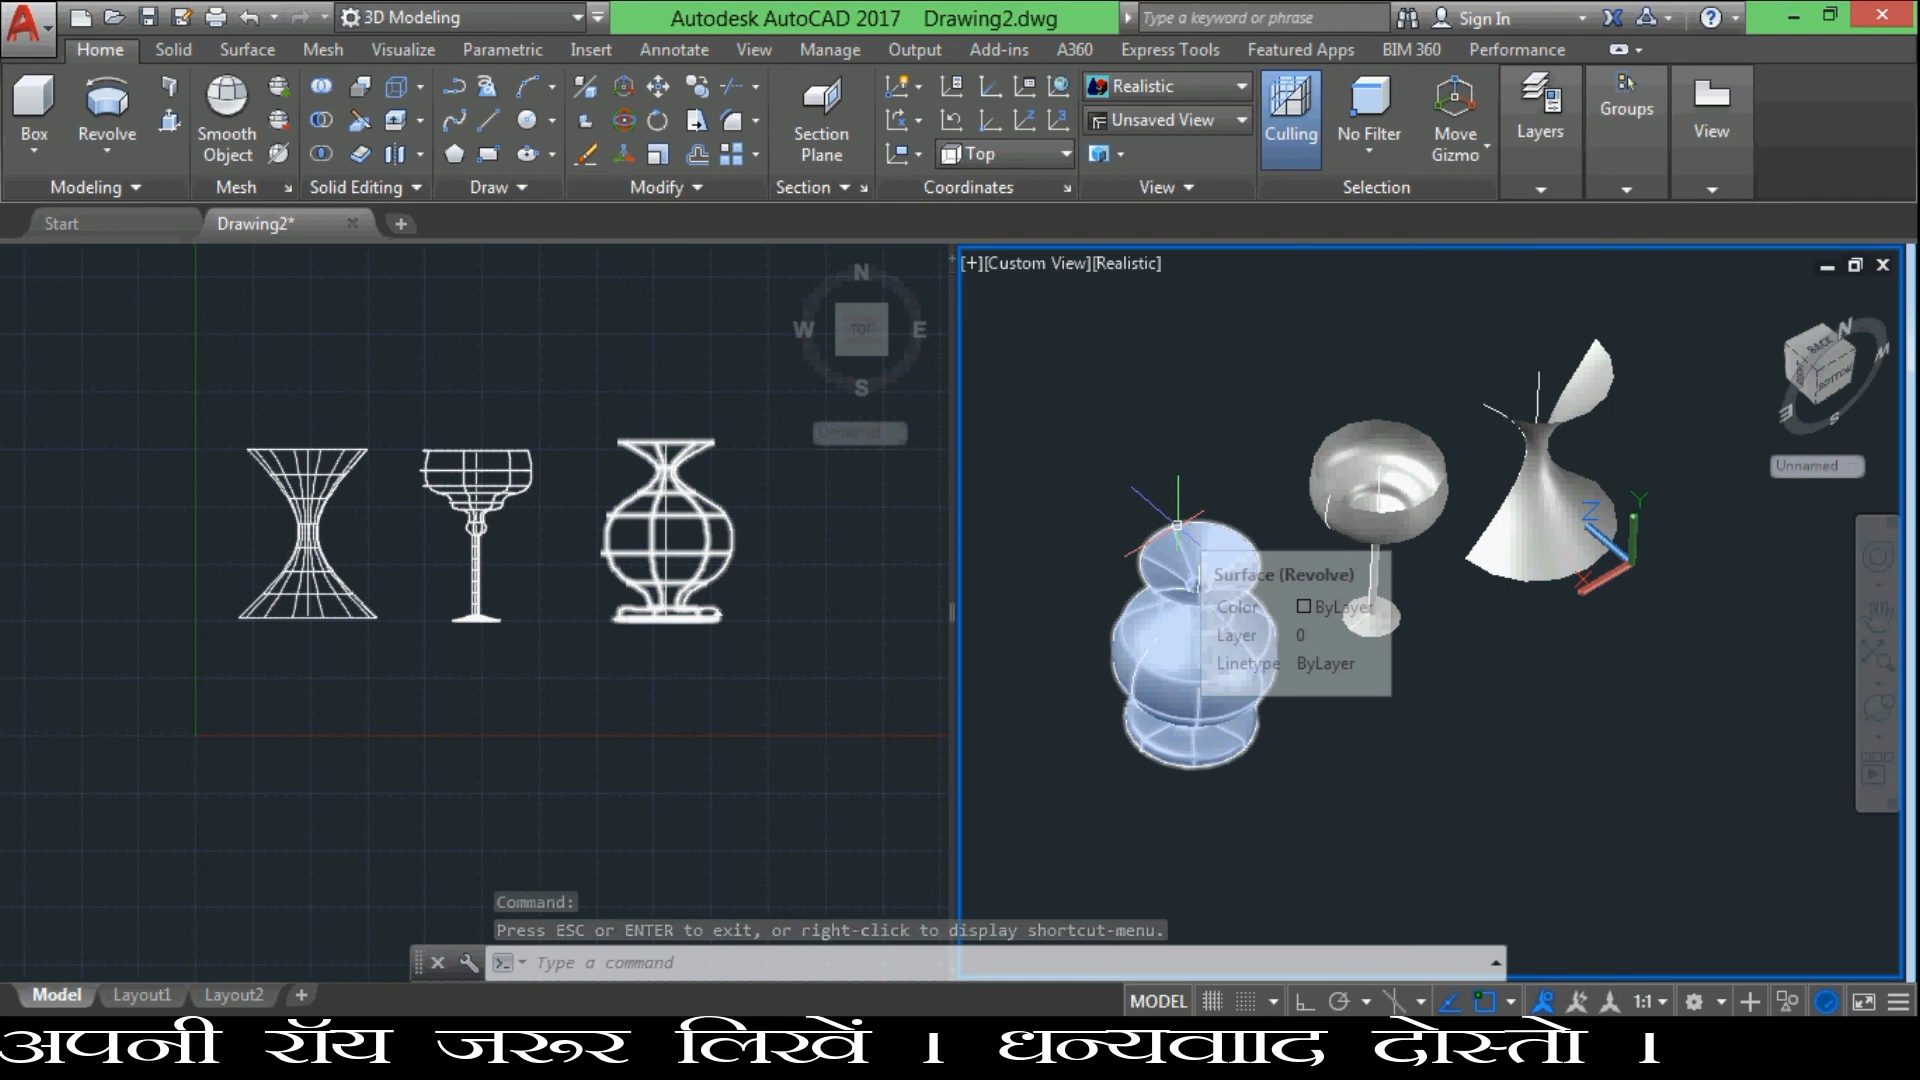 3D Modeling
Autodesk AutoCAD 2017 Drawing2.dwg
Type a keyword or phrase
Sign In
Home Solid Surface Mesh Visualize Parametric Insert Annotate View Manage Output Add-ins A360 Express Tools Featured Apps BIM 360 Performance
Box
Revolve
Smooth
Object
Section
Plane
Top
Realistic
Unsaved View
Culling
No Filter
Move
Gizmo
Layers
Groups
View
Modeling Mesh Solid Editing Draw Modify Section Coordinates View Selection
Start
Drawing2*
[+][Custom View][Realistic]
N
W TOP E
S
Unnamed
N
BACK
BOTTOM
E
S
Unnamed
Z
Y
X
Surface (Revolve)
Color ByLayer
Layer 0
Linetype ByLayer
Command:
Press ESC or ENTER to exit, or right-click to display shortcut-menu.
Type a command
Model Layout1 Layout2
MODEL
1:1
अपनी रॉय जरूर लिखें । धन्यवााद दोस्तो ।